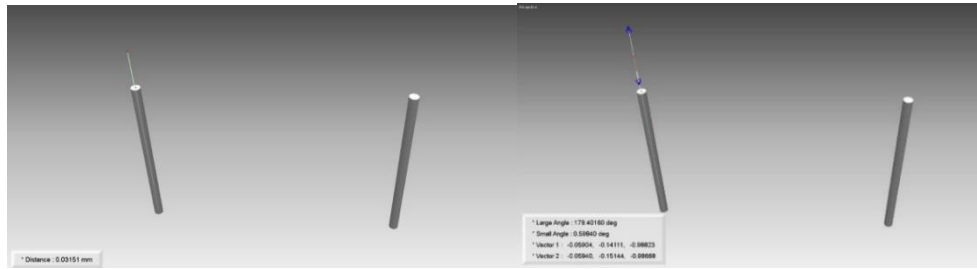 * Distance : 0.03151 mm
* Large Angle : 179.40160 deg
* Small Angle : 0.59840 deg
* Vector 1 : -0.05904, -0.14111, -0.98823
* Vector 2 : -0.05940, -0.15144, -0.98668